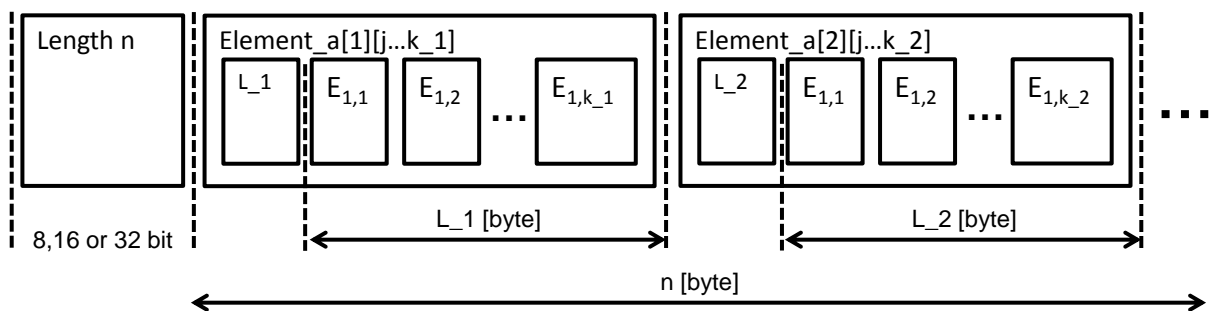 Length n
Element_a[1][j…k_1]
L_1
E1,1
E1,2
...
E1,k_1
Element_a[2][j…k_2]
L_2
E1,1
E1,2
...
E1,k_2
...
8,16 or 32 bit
L_1 [byte]
L_2 [byte]
n [byte]